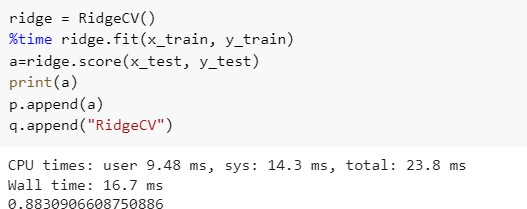 ridge = RidgeCV()
%time ridge.fit(x_train, y_train)
a=ridge.score(x_test, y_test)
print(a)
p.append(a)
q.append("RidgeCV")
CPU times: user 9.48 ms, sys: 14.3 ms, total: 23.8 ms
Wall time: 16.7 ms
0.8830906608750886